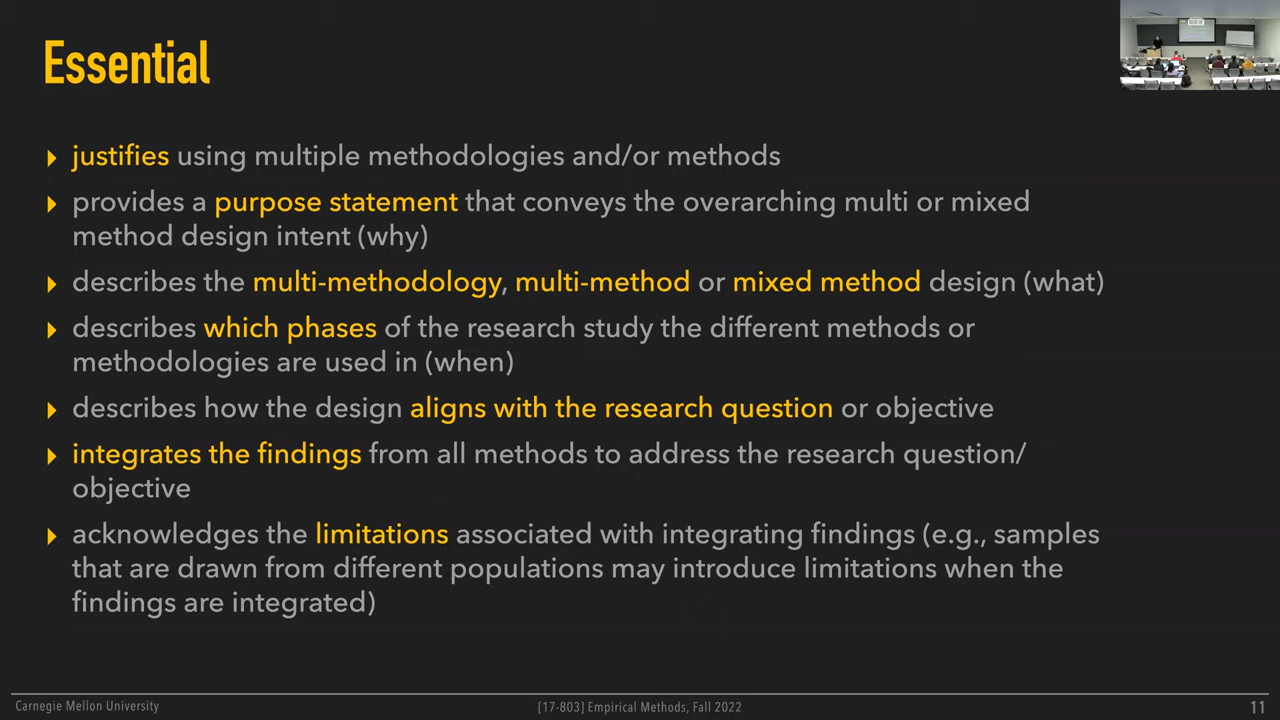 Essential
justifies using multiple methodologies and/or methods
provides a purpose statement that conveys the overarching multi or mixed
method design intent (why)
describes the multi-methodology, multi-method or mixed method design (what)
describes which phases of the research study the different methods or
methodologies are used in (when)
describes how the design aligns with the research question or objective
integrates the findings from all methods to address the research question/
objective
acknowledges the limitations associated with integrating findings (e.g., samples
that are drawn from different populations may introduce limitations when the
findings are integrated)
Carnegie Mellon University
[17-803] Empirical Methods, Fall 2022
11